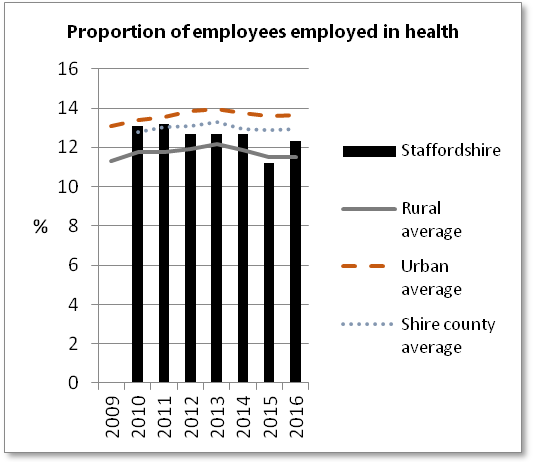 Proportion of employees employed in health
16
14
12
10
8
6
4
2
0
%
2009
2010
2011
2012
2013
2014
2015
2016
Staffordshire
Rural
average
Urban
average
Shire county
average